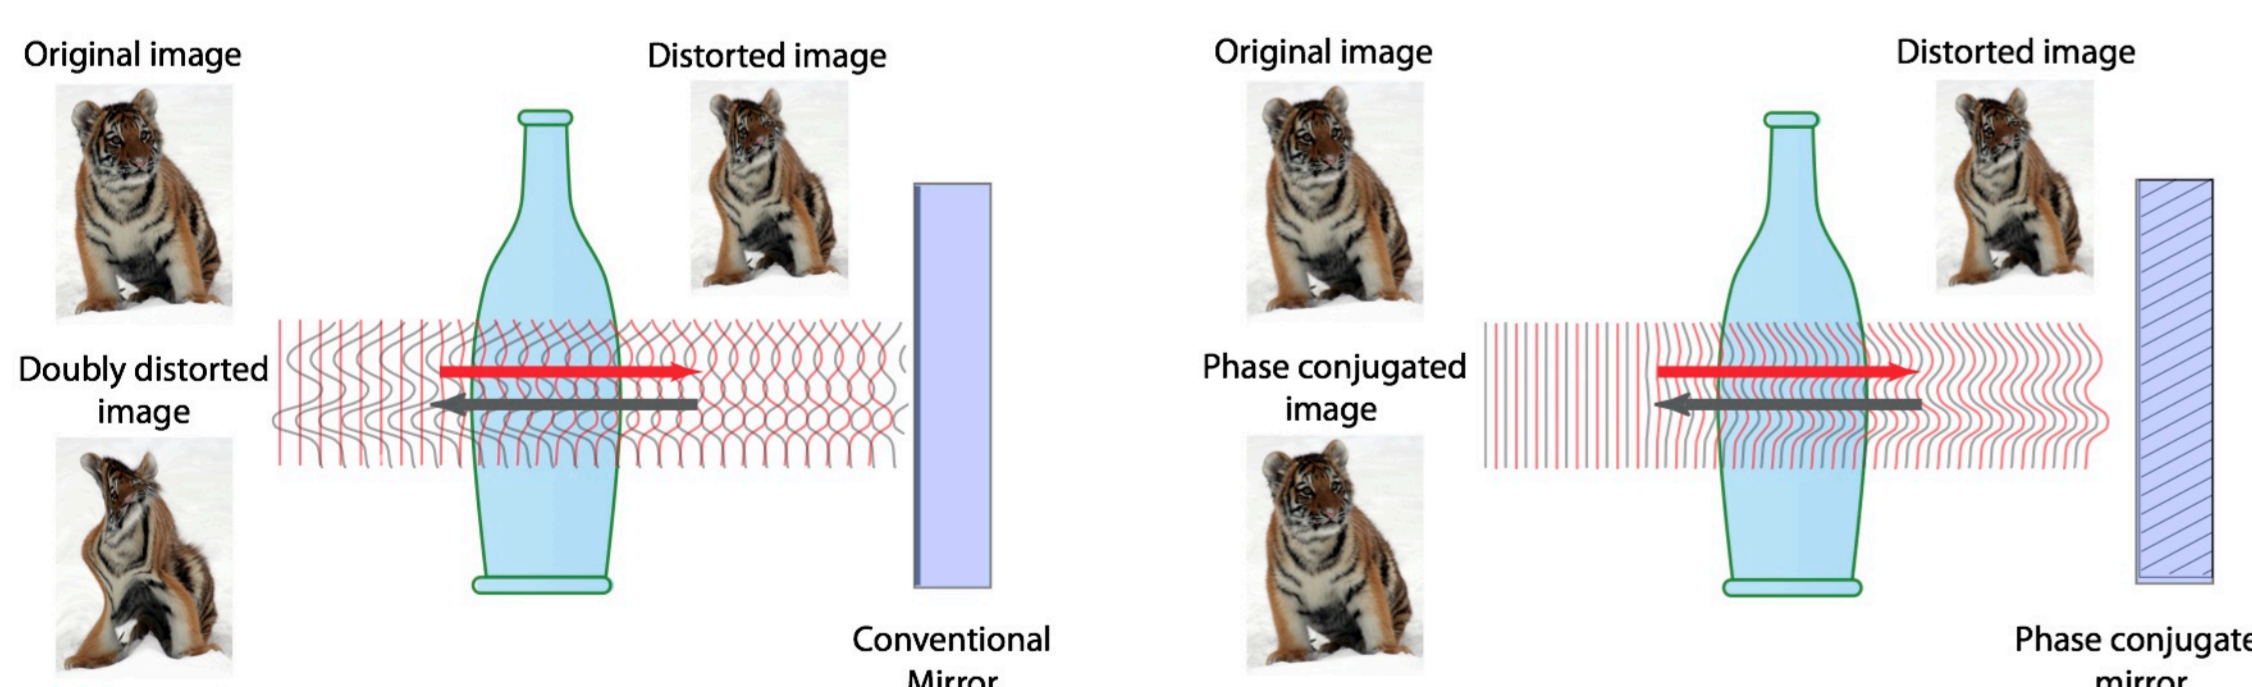 Original image
Distorted image
Doubly distorted
image
Conventional
Mirror
Original image
Distorted image
Phase conjugated
image
Phase conjugate
mirror